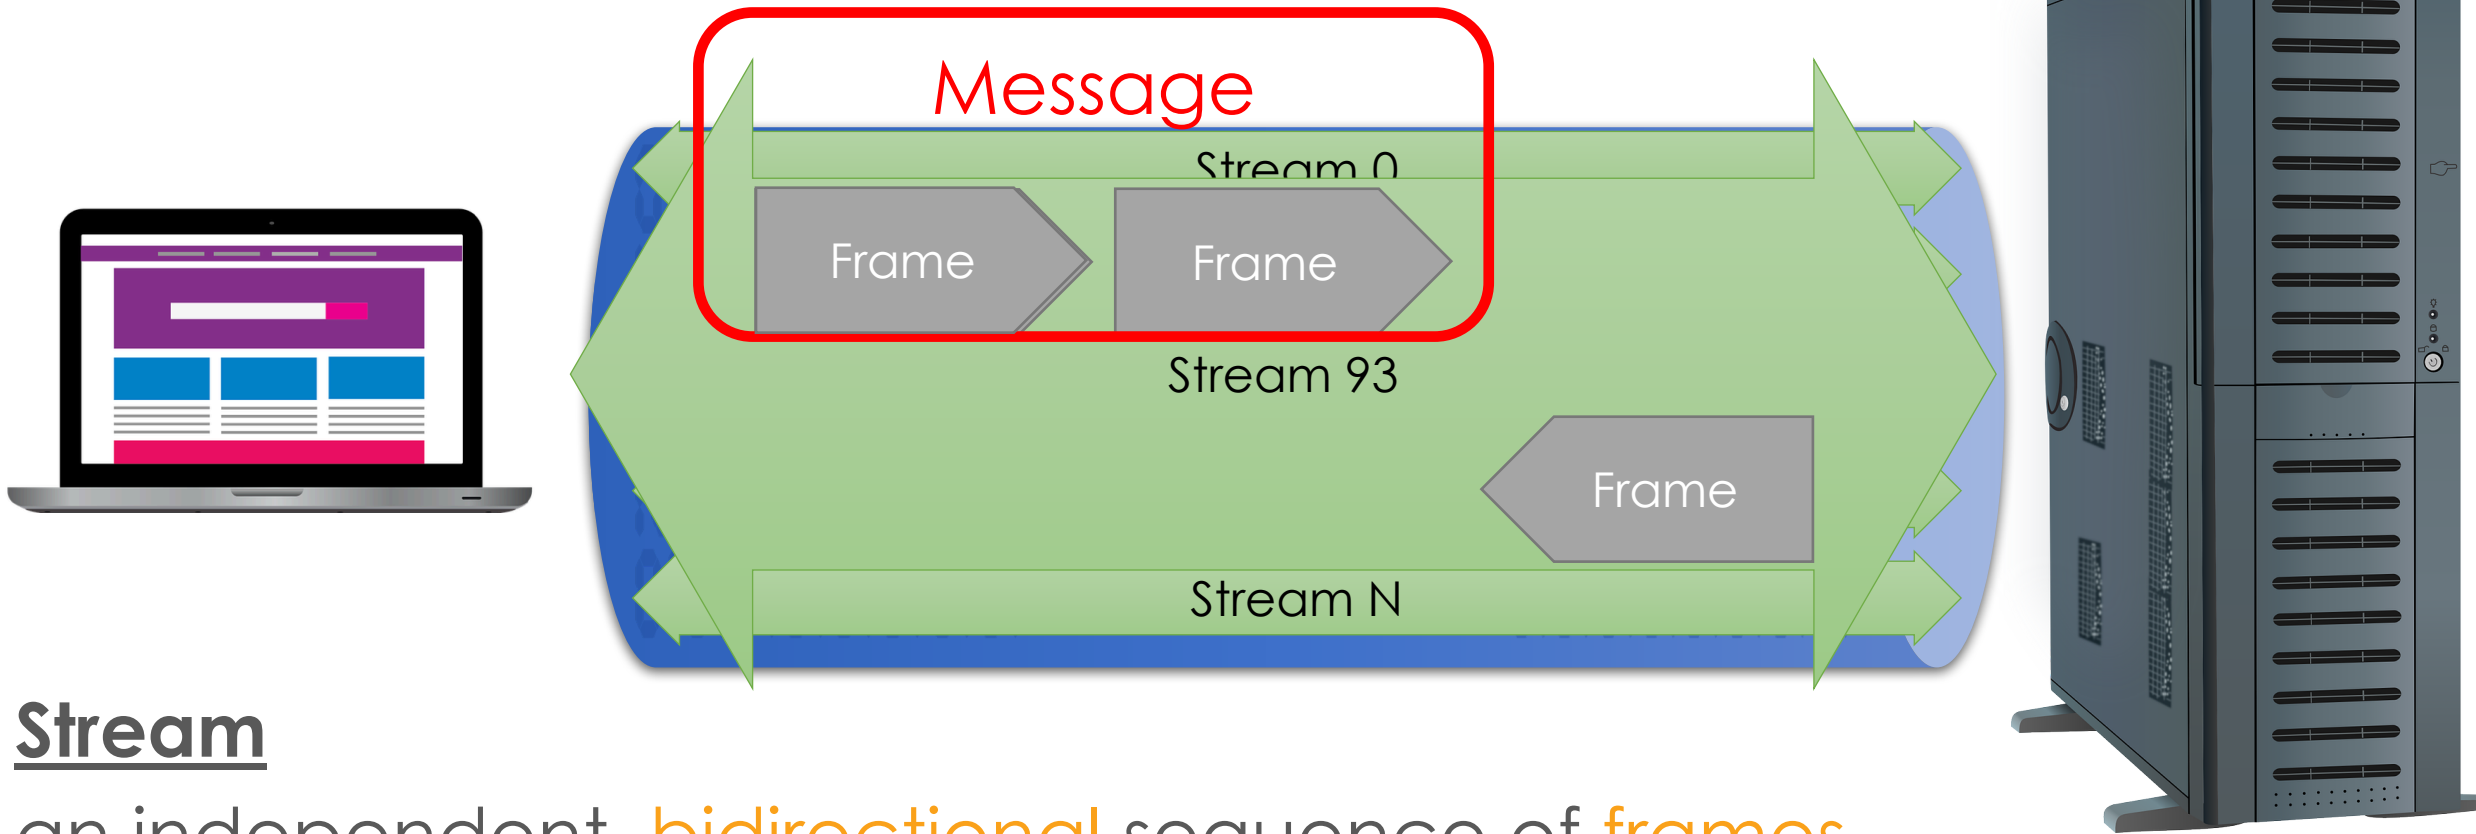 Message
Stream 0
Frame Frame
Stream 93
Frame
Stream N
Stream
an independent, bidirectional sequence of frames